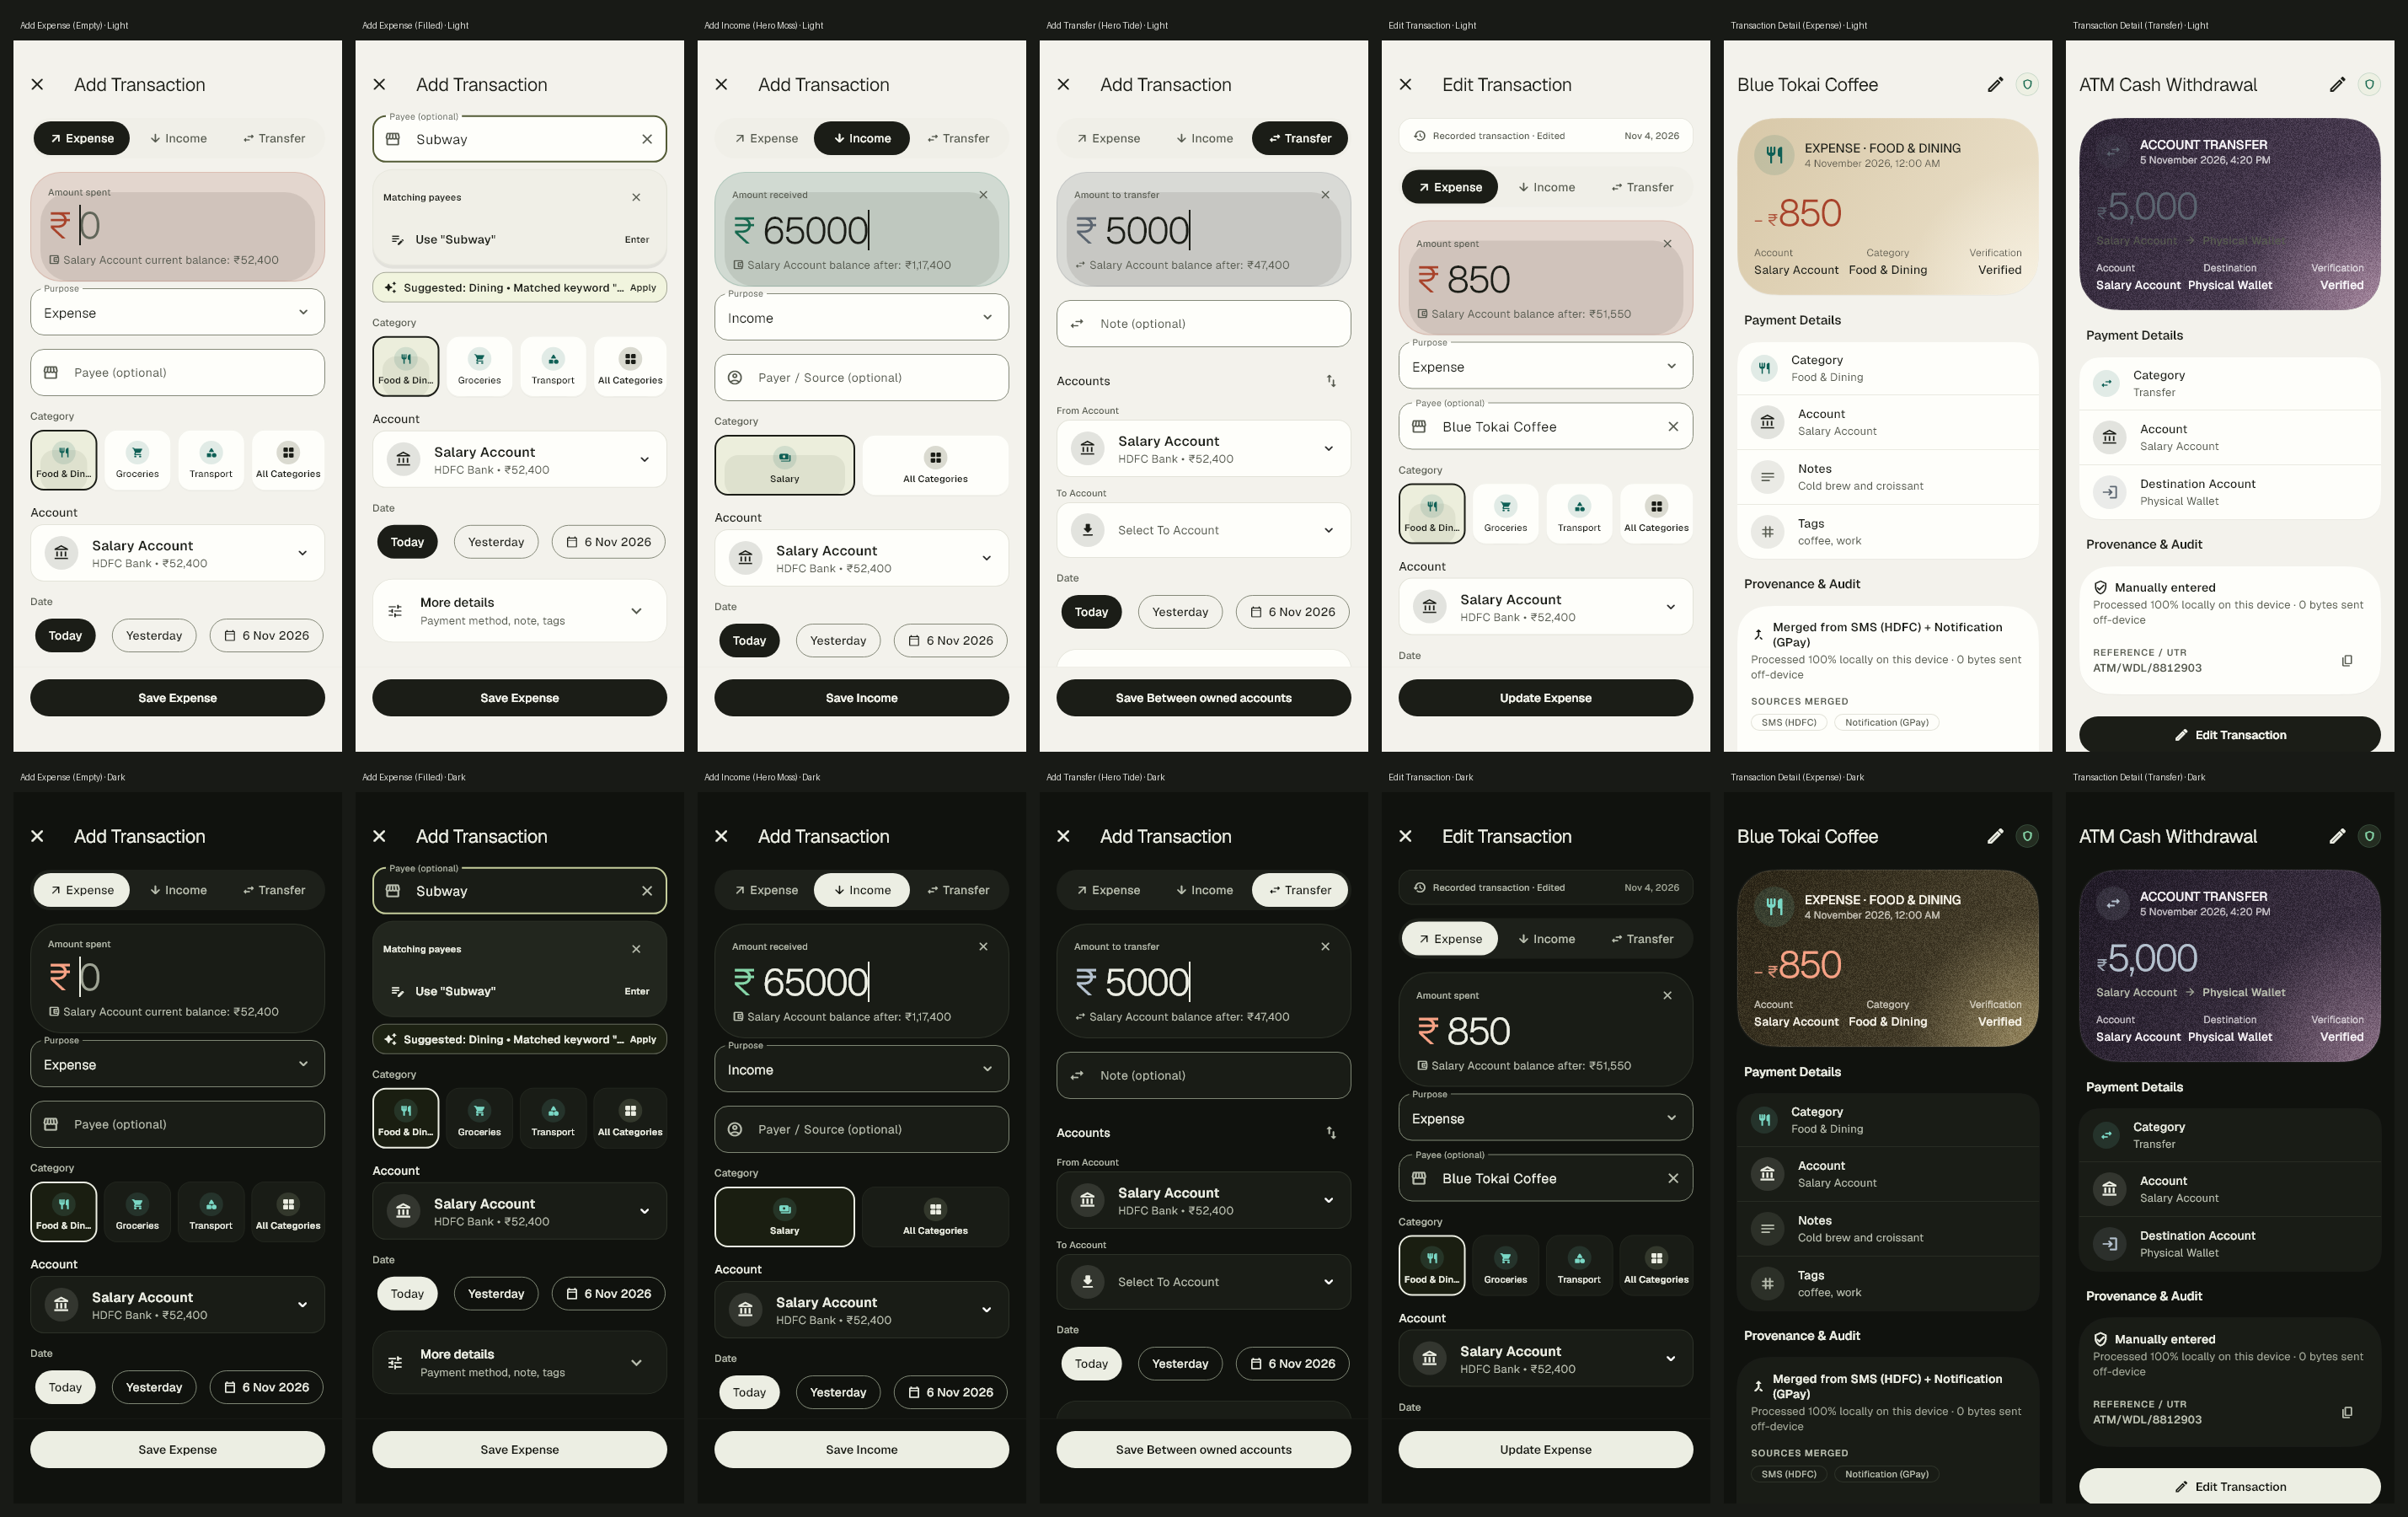 Add Expense (Empty) · Light
Add Transaction
Expense
Income
Transfer
Amount spent
₹ 0
Salary Account current balance: ₹52,400
Purpose
Expense
Payee (optional)
Category
Food & Din...
Groceries
Transport
All Categories
Account
Salary Account
HDFC Bank • ₹52,400
Date
Today
Yesterday
6 Nov 2026
Save Expense
Add Expense (Filled) · Light
Add Transaction
Payee (optional)
Subway
Matching payees
Use "Subway"
Enter
Suggested: Dining • Matched keyword "...
Apply
Category
Food & Din...
Groceries
Transport
All Categories
Account
Salary Account
HDFC Bank • ₹52,400
Date
Today
Yesterday
6 Nov 2026
More details
Payment method, note, tags
Save Expense
Add Income (Hero Moss) · Light
Add Transaction
Expense
Income
Transfer
Amount received
₹ 65000
Salary Account balance after: ₹1,17,400
Purpose
Income
Payer / Source (optional)
Category
Salary
All Categories
Account
Salary Account
HDFC Bank • ₹52,400
Date
Today
Yesterday
6 Nov 2026
Save Income
Add Transfer (Hero Tide) · Light
Add Transaction
Expense
Income
Transfer
Amount to transfer
₹ 5000
Salary Account balance after: ₹47,400
Note (optional)
Accounts
From Account
Salary Account
HDFC Bank • ₹52,400
To Account
Select To Account
Date
Today
Yesterday
6 Nov 2026
Save Between owned accounts
Edit Transaction · Light
Edit Transaction
Recorded transaction · Edited
Nov 4, 2026
Expense
Income
Transfer
Amount spent
₹ 850
Salary Account balance after: ₹51,550
Purpose
Expense
Payee (optional)
Blue Tokai Coffee
Category
Food & Din...
Groceries
Transport
All Categories
Account
Salary Account
HDFC Bank • ₹52,400
Date
Update Expense
Transaction Detail (Expense) · Light
Blue Tokai Coffee
EXPENSE · FOOD & DINING
4 November 2026, 12:00 AM
– ₹850
Account
Category
Verification
Salary Account
Food & Dining
Verified
Payment Details
Category
Food & Dining
Account
Salary Account
Notes
Cold brew and croissant
Tags
coffee, work
Provenance & Audit
Merged from SMS (HDFC) + Notification
(GPay)
Processed 100% locally on this device · 0 bytes sent
off-device
SOURCES MERGED
SMS (HDFC)
Notification (GPay)
Transaction Detail (Transfer) · Light
ATM Cash Withdrawal
ACCOUNT TRANSFER
5 November 2026, 4:20 PM
₹5,000
Salary Account → Physical Wallet
Account
Destination
Verification
Salary Account
Physical Wallet
Verified
Payment Details
Category
Transfer
Account
Salary Account
Destination Account
Physical Wallet
Provenance & Audit
Manually entered
Processed 100% locally on this device · 0 bytes sent
off-device
REFERENCE / UTR
ATM/WDL/8812903
Edit Transaction
Add Expense (Empty) · Dark
Add Transaction
Expense
Income
Transfer
Amount spent
₹ 0
Salary Account current balance: ₹52,400
Purpose
Expense
Payee (optional)
Category
Food & Din...
Groceries
Transport
All Categories
Account
Salary Account
HDFC Bank • ₹52,400
Date
Today
Yesterday
6 Nov 2026
Save Expense
Add Expense (Filled) · Dark
Add Transaction
Payee (optional)
Subway
Matching payees
Use "Subway"
Enter
Suggested: Dining • Matched keyword "...
Apply
Category
Food & Din...
Groceries
Transport
All Categories
Account
Salary Account
HDFC Bank • ₹52,400
Date
Today
Yesterday
6 Nov 2026
More details
Payment method, note, tags
Save Expense
Add Income (Hero Moss) · Dark
Add Transaction
Expense
Income
Transfer
Amount received
₹ 65000
Salary Account balance after: ₹1,17,400
Purpose
Income
Payer / Source (optional)
Category
Salary
All Categories
Account
Salary Account
HDFC Bank • ₹52,400
Date
Today
Yesterday
6 Nov 2026
Save Income
Add Transfer (Hero Tide) · Dark
Add Transaction
Expense
Income
Transfer
Amount to transfer
₹ 5000
Salary Account balance after: ₹47,400
Note (optional)
Accounts
From Account
Salary Account
HDFC Bank • ₹52,400
To Account
Select To Account
Date
Today
Yesterday
6 Nov 2026
Save Between owned accounts
Edit Transaction · Dark
Edit Transaction
Recorded transaction · Edited
Nov 4, 2026
Expense
Income
Transfer
Amount spent
₹ 850
Salary Account balance after: ₹51,550
Purpose
Expense
Payee (optional)
Blue Tokai Coffee
Category
Food & Din...
Groceries
Transport
All Categories
Account
Salary Account
HDFC Bank • ₹52,400
Date
Update Expense
Transaction Detail (Expense) · Dark
Blue Tokai Coffee
EXPENSE · FOOD & DINING
4 November 2026, 12:00 AM
– ₹850
Account
Category
Verification
Salary Account
Food & Dining
Verified
Payment Details
Category
Food & Dining
Account
Salary Account
Notes
Cold brew and croissant
Tags
coffee, work
Provenance & Audit
Merged from SMS (HDFC) + Notification
(GPay)
Processed 100% locally on this device · 0 bytes sent
off-device
SOURCES MERGED
SMS (HDFC)
Notification (GPay)
Transaction Detail (Transfer) · Dark
ATM Cash Withdrawal
ACCOUNT TRANSFER
5 November 2026, 4:20 PM
₹5,000
Salary Account → Physical Wallet
Account
Destination
Verification
Salary Account
Physical Wallet
Verified
Payment Details
Category
Transfer
Account
Salary Account
Destination Account
Physical Wallet
Provenance & Audit
Manually entered
Processed 100% locally on this device · 0 bytes sent
off-device
REFERENCE / UTR
ATM/WDL/8812903
Edit Transaction